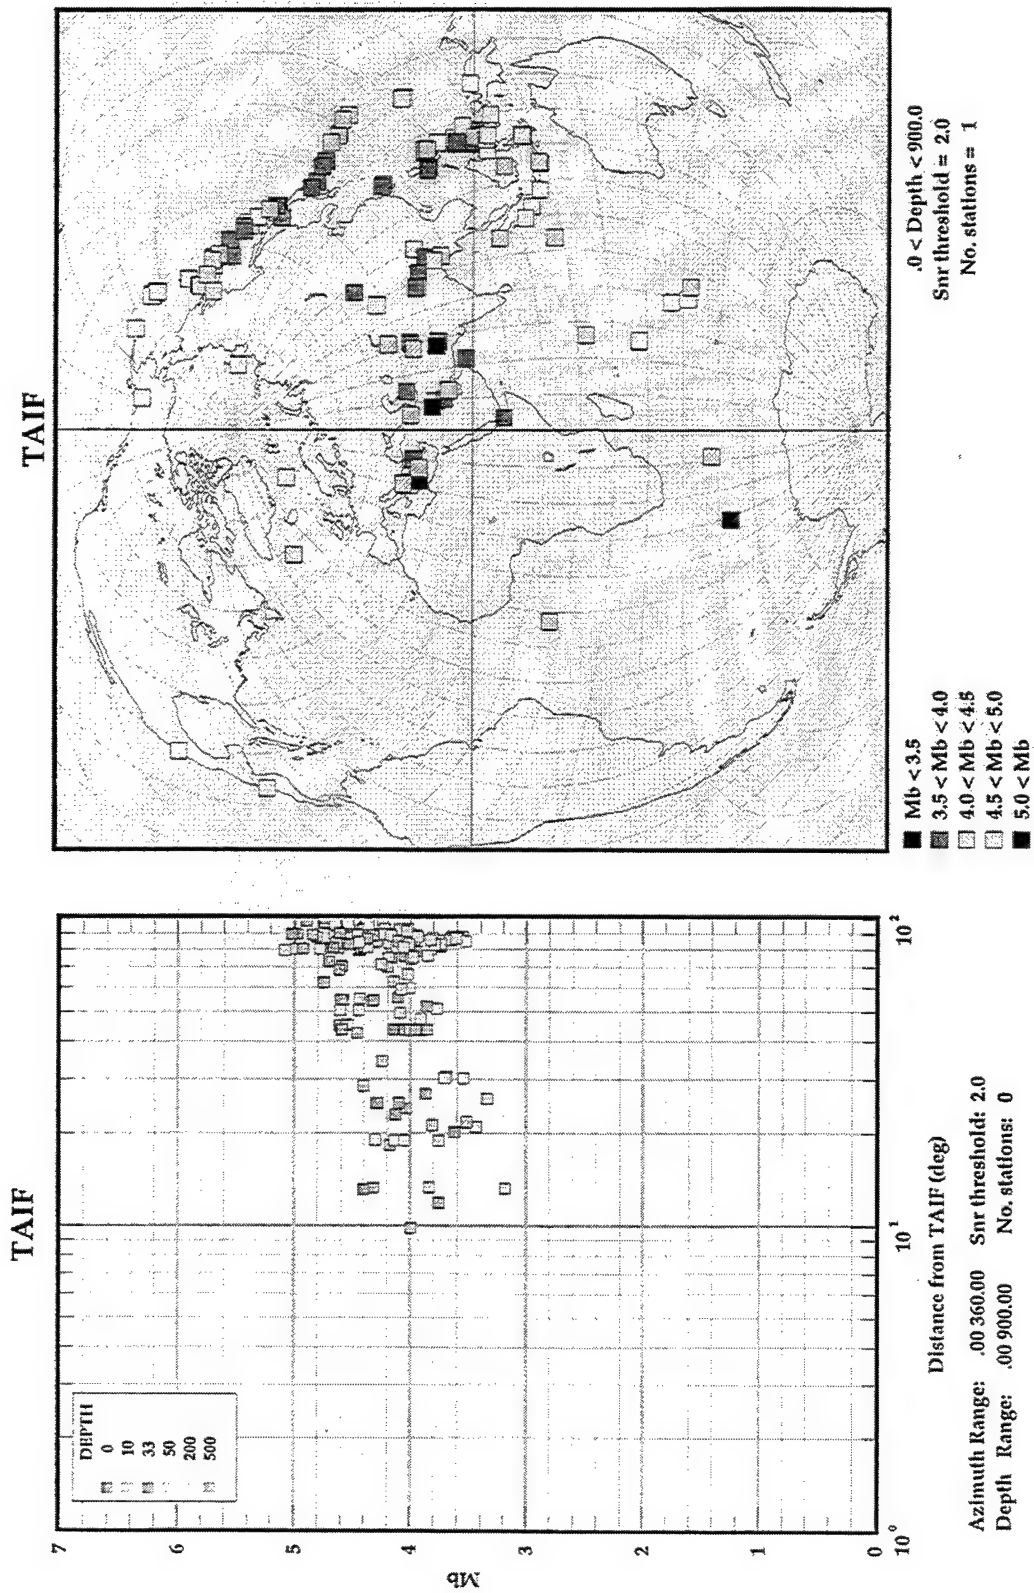 TAIF
7
6
5
4
3
2
1
0
Mb
DEPTH
0
10
33
50
200
500
10⁰
10¹
10²
Distance from TAIF (deg)
Azimuth Range: .00 360.00 Snr threshold: 2.0
Depth Range: .00 900.00 No. stations: 0
TAIF
Mb < 3.5
3.5 < Mb < 4.0
4.0 < Mb < 4.5
4.5 < Mb < 5.0
5.0 < Mb
.0 < Depth < 900.0
Snr threshold = 2.0
No. stations = 1